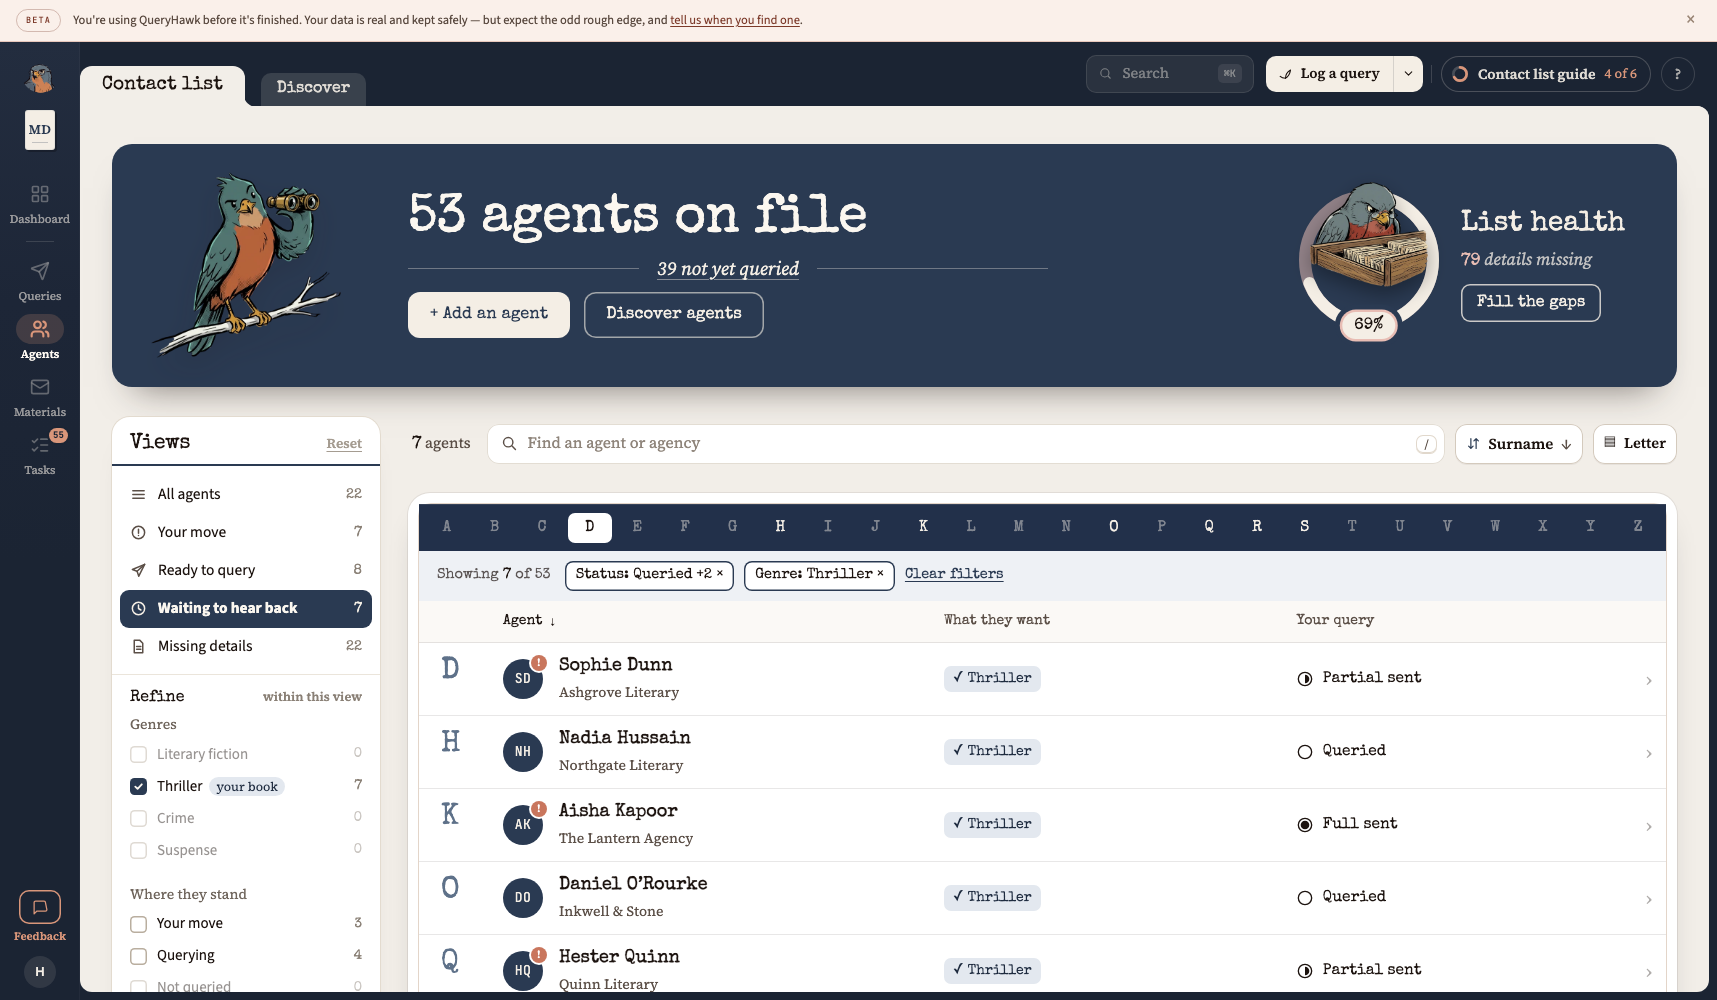 BETA You're using QueryHawk before it's finished. Your data is real and kept safely — but expect the odd rough edge, and tell us when you find one. ×
Contact list
Discover
Search ⌘K
Log a query
Contact list guide 4 of 6
?
MD
Dashboard
Queries
Agents
Materials
55
Tasks
Feedback
H
53 agents on file
39 not yet queried
+ Add an agent
Discover agents
69%
List health
79 details missing
Fill the gaps
Views Reset
All agents 22
Your move 7
Ready to query 8
Waiting to hear back 7
Missing details 22
Refine within this view
Genres
Literary fiction 0
Thriller your book 7
Crime 0
Suspense 0
Where they stand
Your move 3
Querying 4
Not queried 0
7 agents
Find an agent or agency /
Surname ↓
Letter
A B C D E F G H I J K L M N O P Q R S T U V W X Y Z
Showing 7 of 53 Status: Queried +2 × Genre: Thriller × Clear filters
Agent ↓ What they want Your query
D SD ! Sophie Dunn ✓ Thriller Partial sent ›
Ashgrove Literary
H NH Nadia Hussain ✓ Thriller Queried ›
Northgate Literary
K AK ! Aisha Kapoor ✓ Thriller Full sent ›
The Lantern Agency
O DO Daniel O'Rourke ✓ Thriller Queried ›
Inkwell & Stone
Q HQ ! Hester Quinn ✓ Thriller Partial sent ›
Quinn Literary